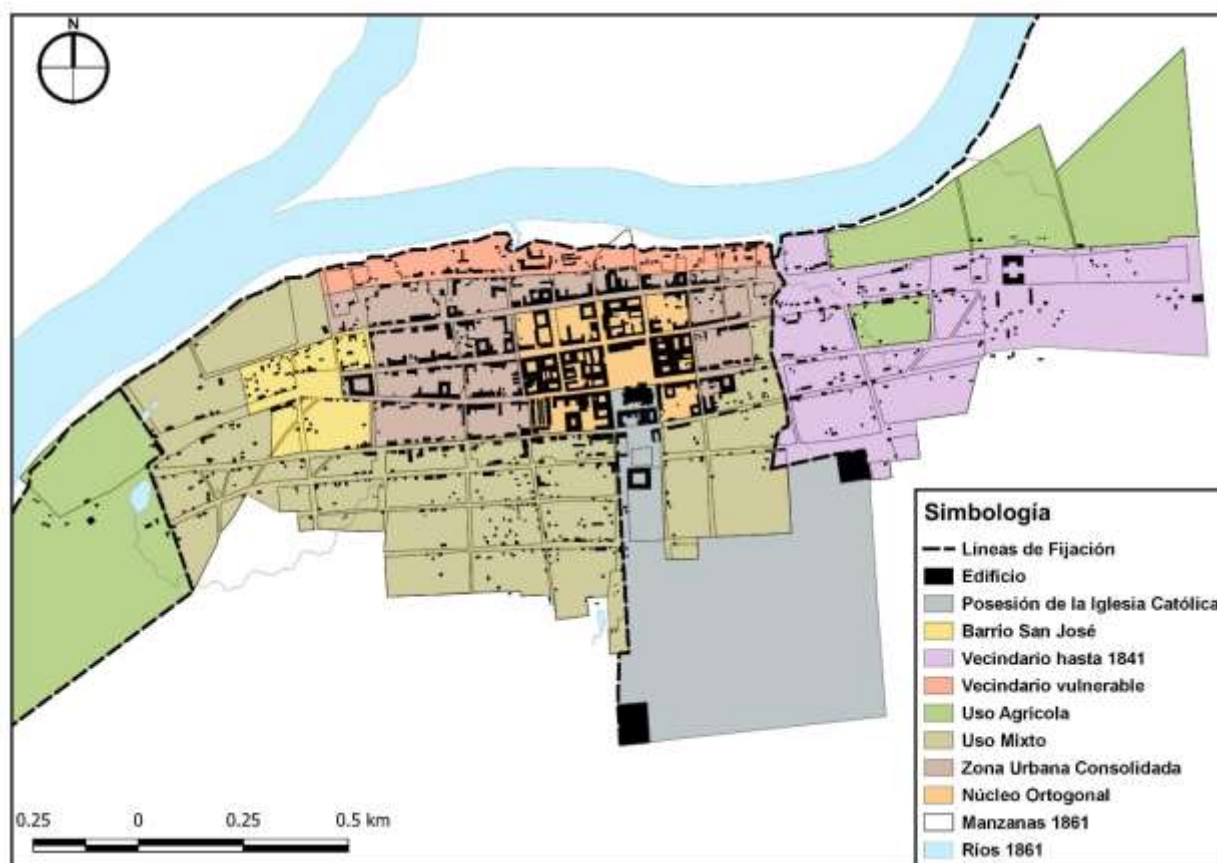 N
Simbología
Líneas de Fijación
Edificio
Posesión de la Iglesia Católica
Barrio San José
Vecindario hasta 1841
Vecindario vulnerable
Uso Agrícola
Uso Mixto
Zona Urbana Consolidada
Núcleo Ortogonal
Manzanas 1861
Ríos 1861
0.25 0 0.25 0.5 km